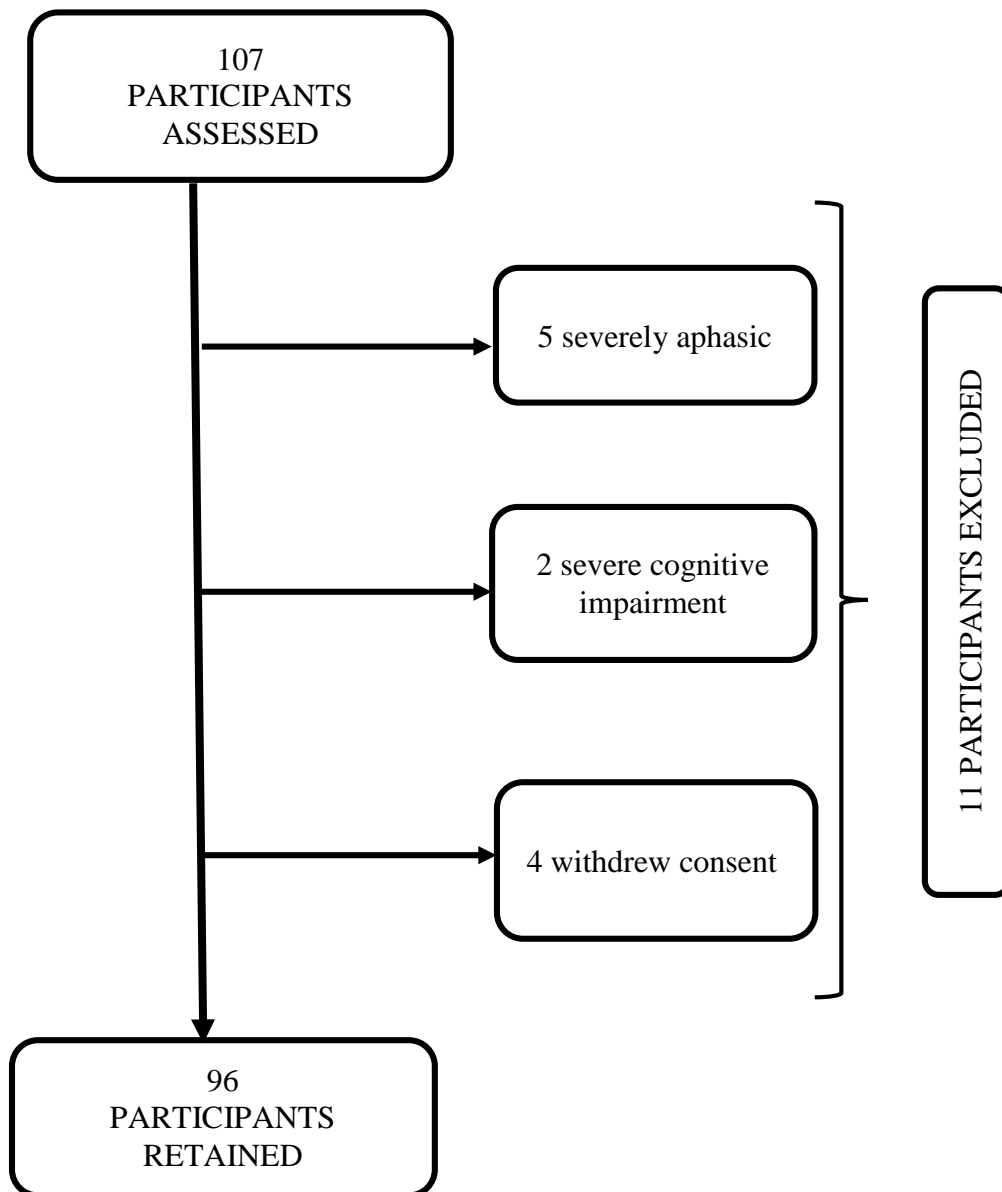 107
PARTICIPANTS
ASSESSED
5 severely aphasic
2 severe cognitive
impairment
4 withdrew consent
11 PARTICIPANTS EXCLUDED
96
PARTICIPANTS
RETAINED